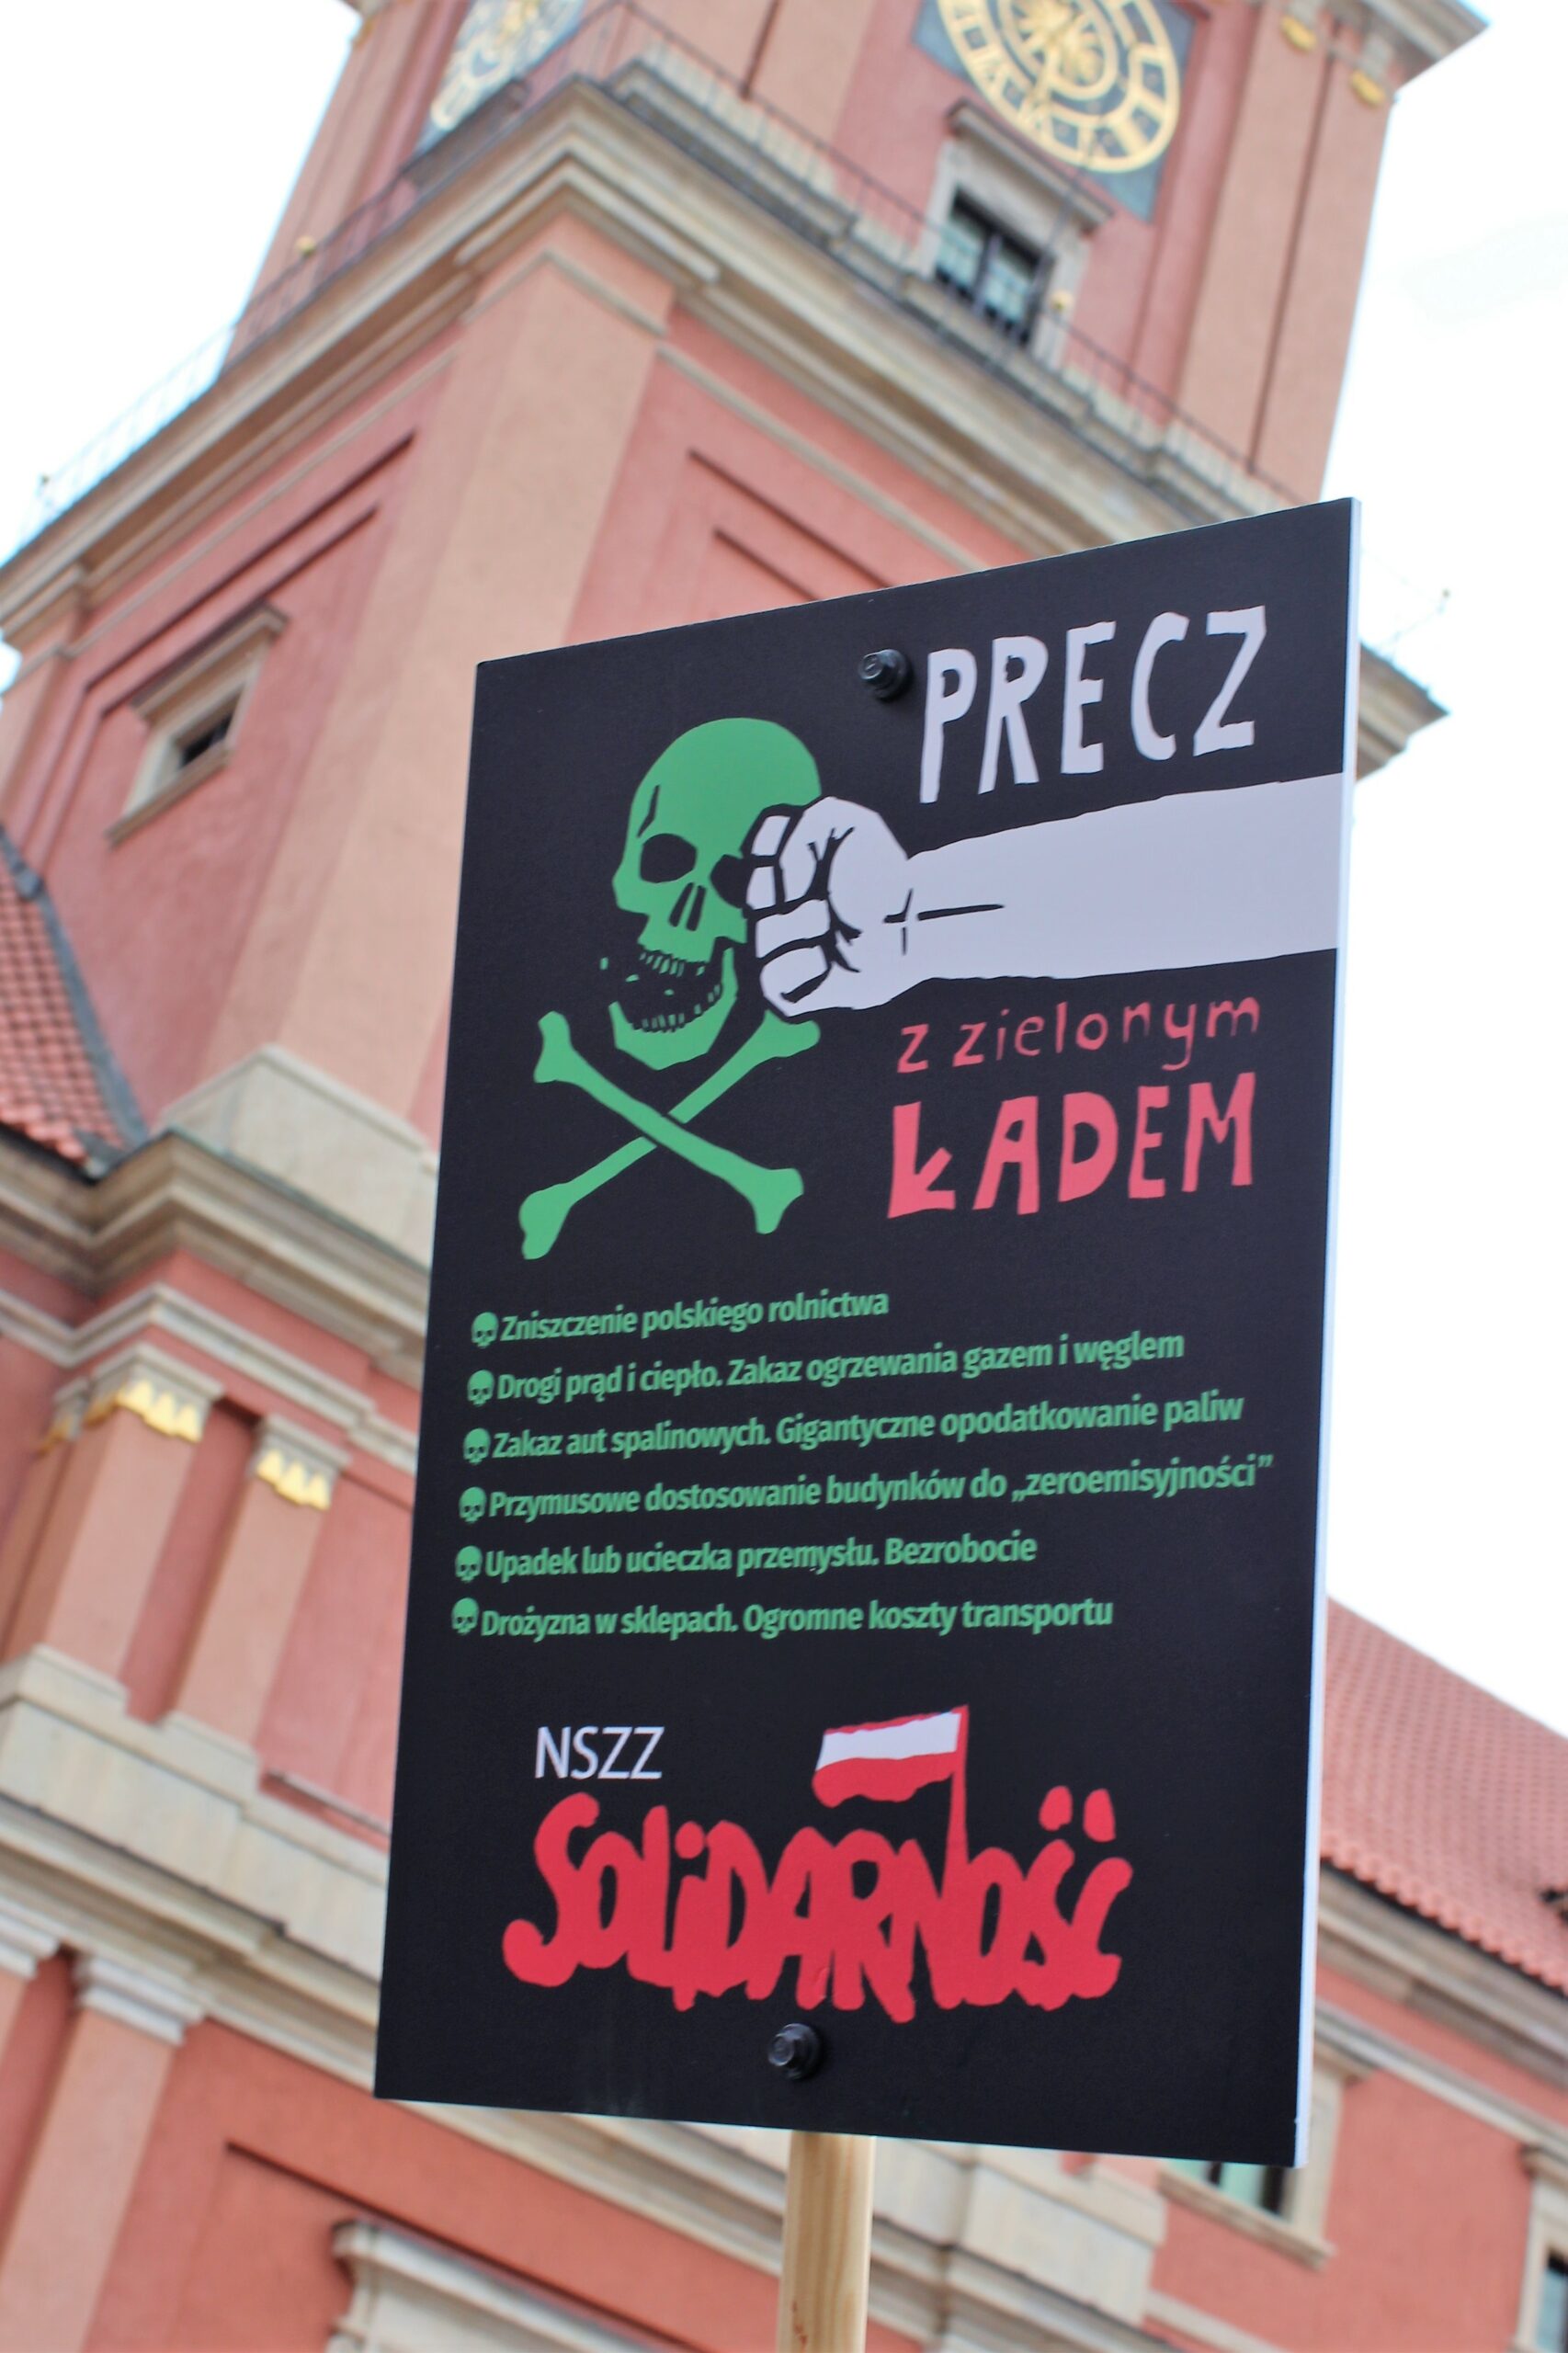 PRECZ
z zielonym
ŁADEM
Zniszczenie polskiego rolnictwa
Drogi prąd i ciepło. Zakaz ogrzewania gazem i węglem
Zakaz aut spalinowych. Gigantyczne opodatkowanie paliw
Przymusowe dostosowanie budynków do „zeroemisyjności”
Upadek lub ucieczka przemysłu. Bezrobocie
Drożyzna w sklepach. Ogromne koszty transportu
NSZZ
SOLiDARNOŚĆ